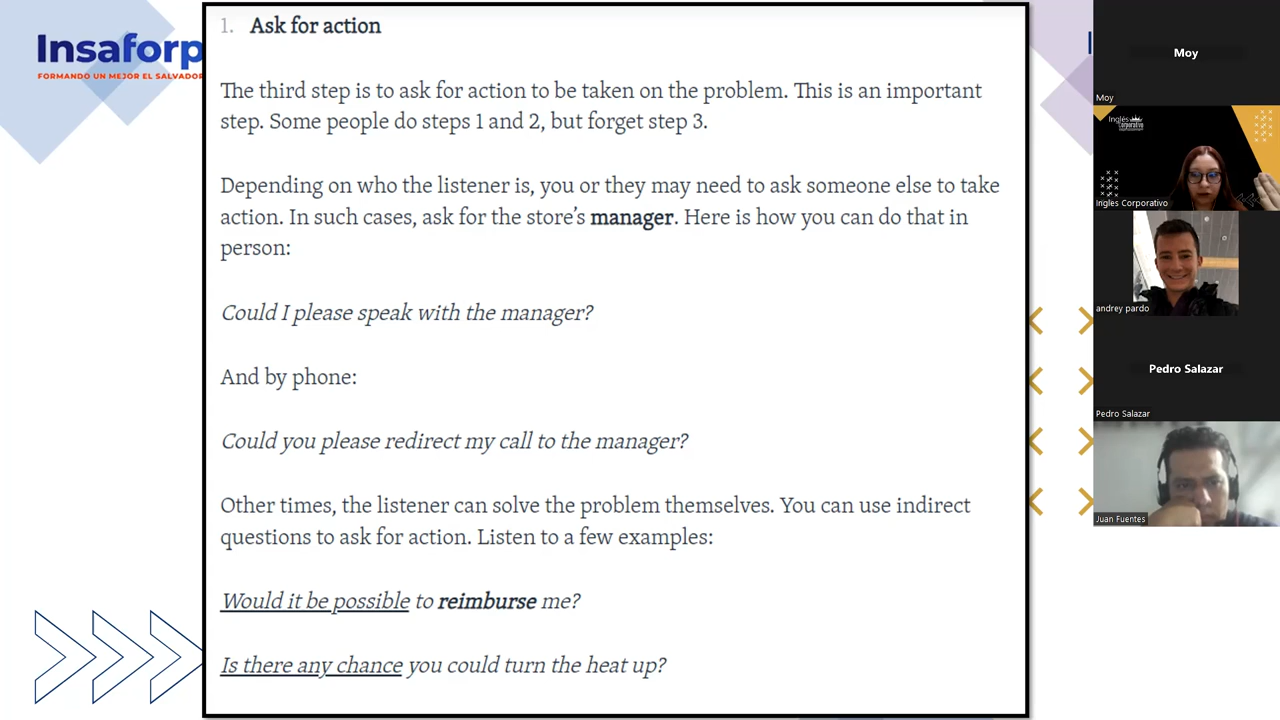 Insaforp
FORMANDO UN MEJOR EL SALVADOR
1. Ask for action
The third step is to ask for action to be taken on the problem. This is an important
step. Some people do steps 1 and 2, but forget step 3.
Depending on who the listener is, you or they may need to ask someone else to take
action. In such cases, ask for the store’s manager. Here is how you can do that in
person:
Could I please speak with the manager?
And by phone:
Could you please redirect my call to the manager?
Other times, the listener can solve the problem themselves. You can use indirect
questions to ask for action. Listen to a few examples:
Would it be possible to reimburse me?
Is there any chance you could turn the heat up?
Moy
Moy
Inglés
Corporativo
Ingles Corporativo
andrey pardo
Pedro Salazar
Pedro Salazar
Juan Fuentes